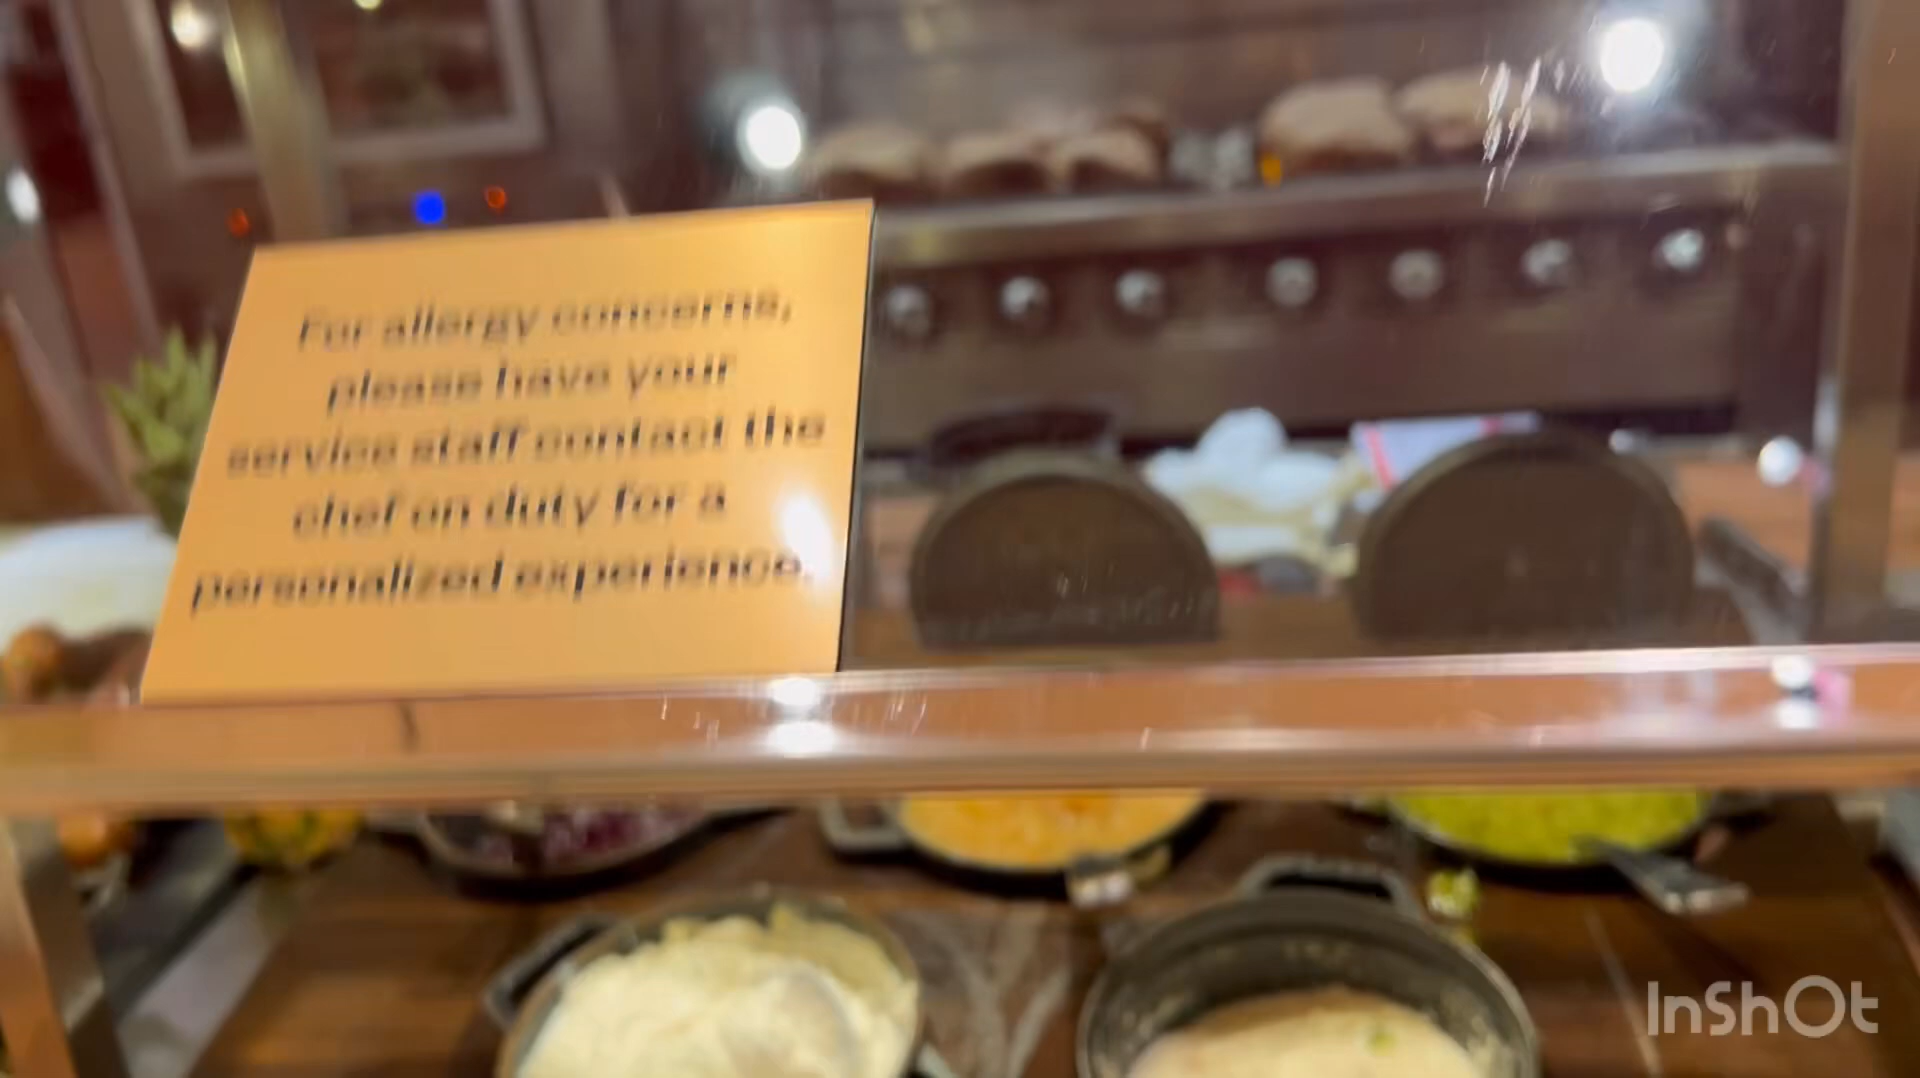 For allergy concerns,
please have your
service staff contact the
chef on duty for a
personalized experience.
InShOt